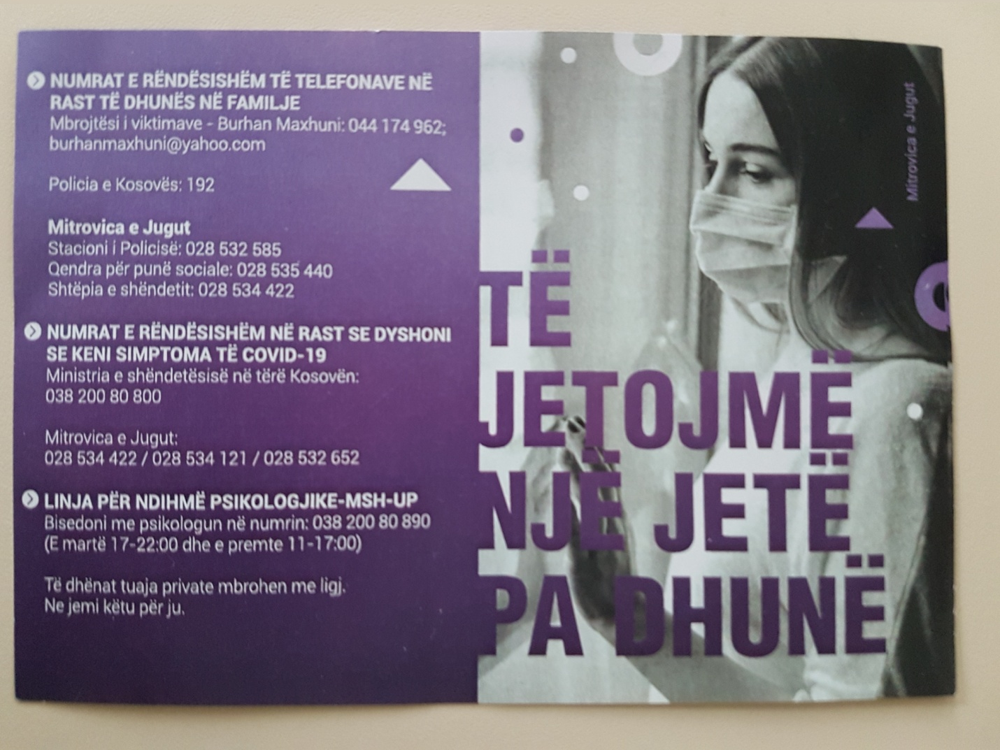 NUMRAT E RËNDËSISHËM TË TELEFONAVE NË
RAST TË DHUNËS NË FAMILJE
Mbrojtësi i viktimave - Burhan Maxhuni: 044 174 962;
burhanmaxhuni@yahoo.com
Policia e Kosovës: 192
Mitrovica e Jugut
Stacioni i Policisë: 028 532 585
Qendra për punë sociale: 028 535 440
Shtëpia e shëndetit: 028 534 422
NUMRAT E RËNDËSISHËM NË RAST SE DYSHONI
SE KENI SIMPTOMA TË COVID-19
Ministria e shëndetësisë në tërë Kosovën:
038 200 80 800
Mitrovica e Jugut:
028 534 422 / 028 534 121 / 028 532 652
LINJA PËR NDIHMË PSIKOLOGJIKE-MSH-UP
Bisedoni me psikologun në numrin: 038 200 80 890
(E martë 17-22:00 dhe e premte 11-17:00)
Të dhënat tuaja private mbrohen me ligj.
Ne jemi këtu për ju.
Mitrovica e Jugut
TË
JETOJMË
NJË JETË
PA DHUNË